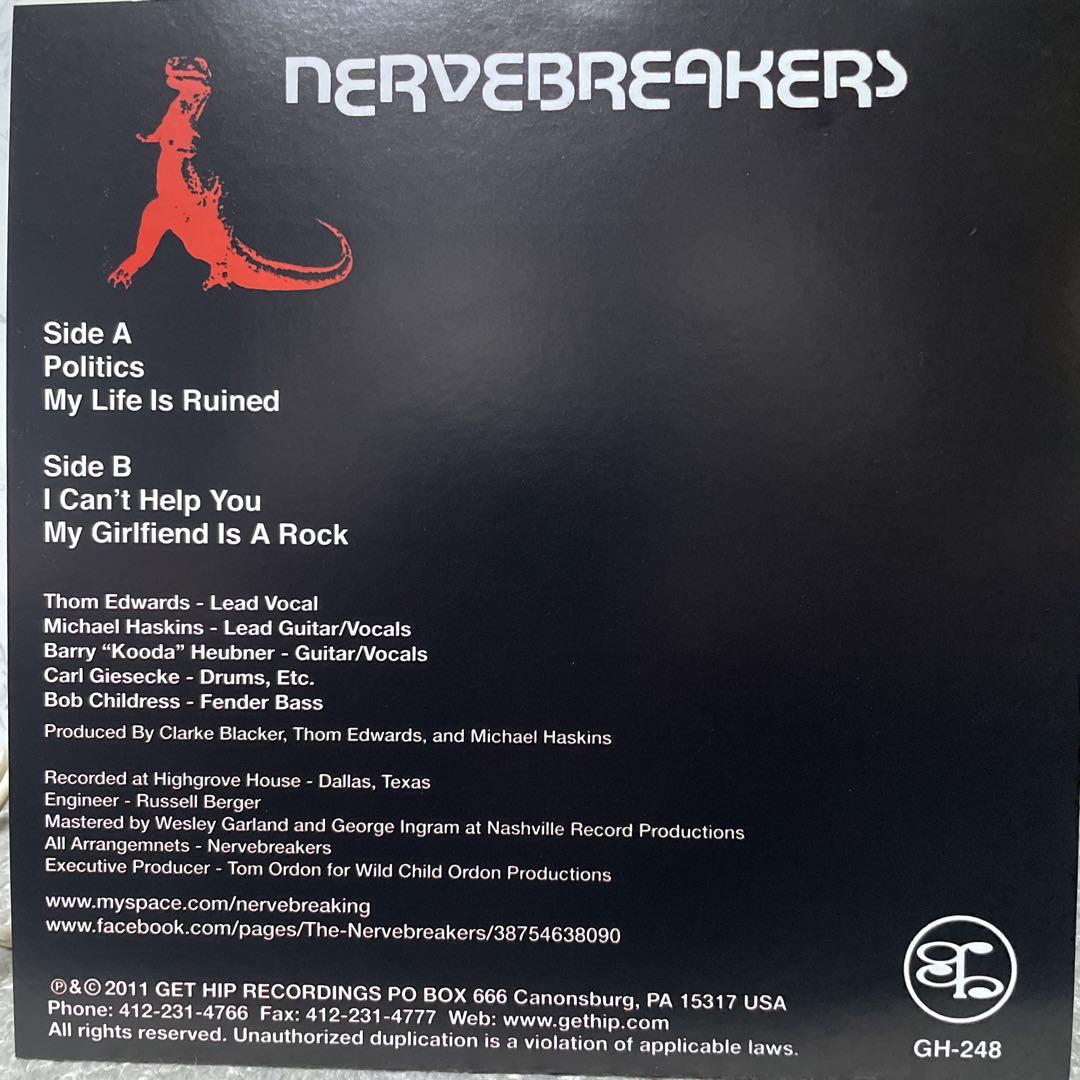 NERVEBREAKERS
Side A
Politics
My Life Is Ruined
Side B
I Can't Help You
My Girlfiend Is A Rock
Thom Edwards - Lead Vocal
Michael Haskins - Lead Guitar/Vocals
Barry “Kooda” Heubner - Guitar/Vocals
Carl Giesecke - Drums, Etc.
Bob Childress - Fender Bass
Produced By Clarke Blacker, Thom Edwards, and Michael Haskins
Recorded at Highgrove House - Dallas, Texas
Engineer - Russell Berger
Mastered by Wesley Garland and George Ingram at Nashville Record Productions
All Arrangemnets - Nervebreakers
Executive Producer - Tom Ordon for Wild Child Ordon Productions
www.myspace.com/nervebreaking
www.facebook.com/pages/The-Nervebreakers/38754638090
℗&© 2011 GET HIP RECORDINGS PO BOX 666 Canonsburg, PA 15317 USA
Phone: 412-231-4766 Fax: 412-231-4777 Web: www.gethip.com
All rights reserved. Unauthorized duplication is a violation of applicable laws.
GH-248